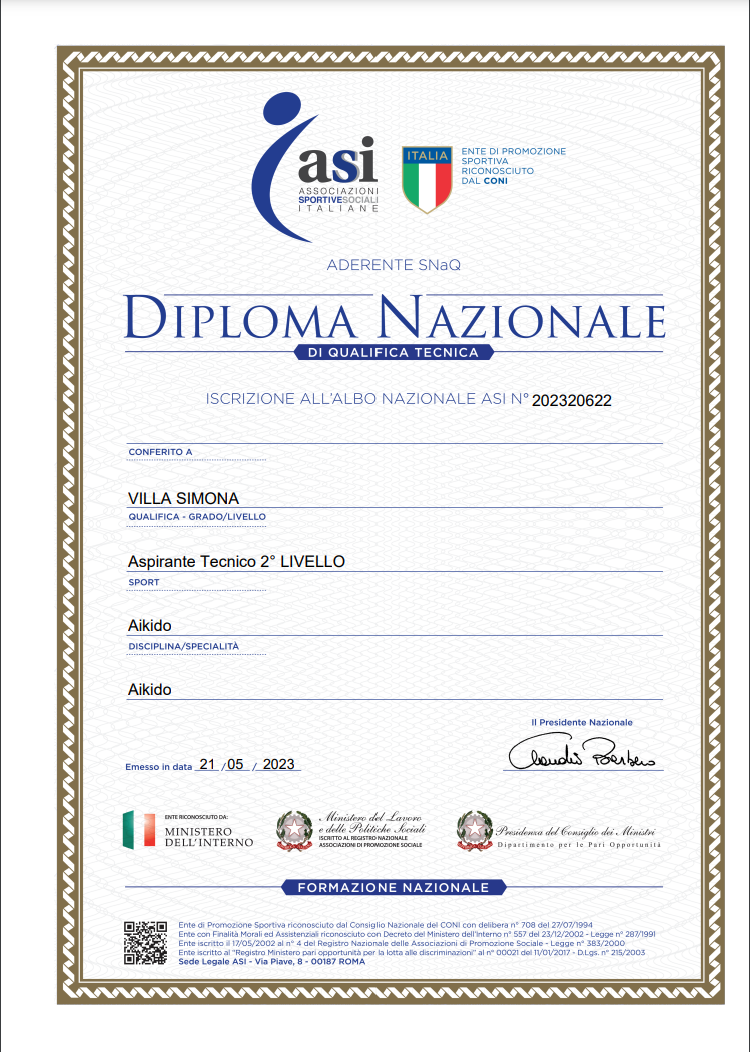 asi
ASSOCIAZIONI
SPORTIVESOCIALI
ITALIANE
ITALIA
ENTE DI PROMOZIONE
SPORTIVA
RICONOSCIUTO
DAL CONI
ADERENTE SNaQ
DIPLOMA NAZIONALE
DI QUALIFICA TECNICA
ISCRIZIONE ALL'ALBO NAZIONALE ASI N° 202320622
CONFERITO A
VILLA SIMONA
QUALIFICA - GRADO/LIVELLO
Aspirante Tecnico 2° LIVELLO
SPORT
Aikido
DISCIPLINA/SPECIALITÀ
Aikido
Il Presidente Nazionale
Claudio Barbaro
Emesso in data 21 / 05 / 2023
ENTE RICONOSCIUTO DA:
MINISTERO
DELL'INTERNO
Ministero del Lavoro
e delle Politiche Sociali
ISCRITTO AL REGISTRO NAZIONALE
ASSOCIAZIONI DI PROMOZIONE SOCIALE
Presidenza del Consiglio dei Ministri
Dipartimento per le Pari Opportunità
FORMAZIONE NAZIONALE
Ente di Promozione Sportiva riconosciuto dal Consiglio Nazionale del CONI con delibera n° 708 del 27/07/1994
Ente con Finalità Morali ed Assistenziali riconosciuto con Decreto del Ministero dell'Interno n° 557 del 23/12/2002 - Legge n° 287/1991
Ente iscritto il 17/05/2002 al n° 4 del Registro Nazionale delle Associazioni di Promozione Sociale - Legge n° 383/2000
Ente iscritto al "Registro Ministero pari opportunità per la lotta alle discriminazioni" al n° 00021 del 11/01/2017 - D.Lgs. n° 215/2003
Sede Legale ASI - Via Piave, 8 - 00187 ROMA